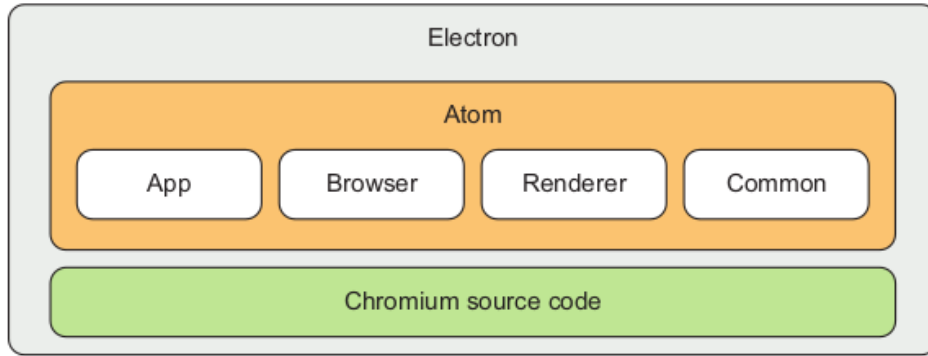 Electron
Atom
App Browser Renderer Common
Chromium source code